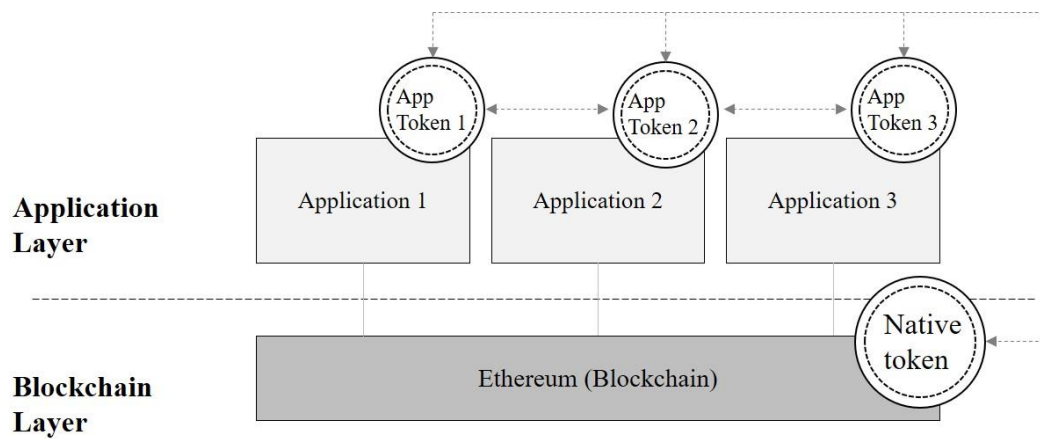 App
Token 1
App
Token 2
App
Token 3
Application
Layer
Application 1
Application 2
Application 3
Blockchain
Layer
Ethereum (Blockchain)
Native
token